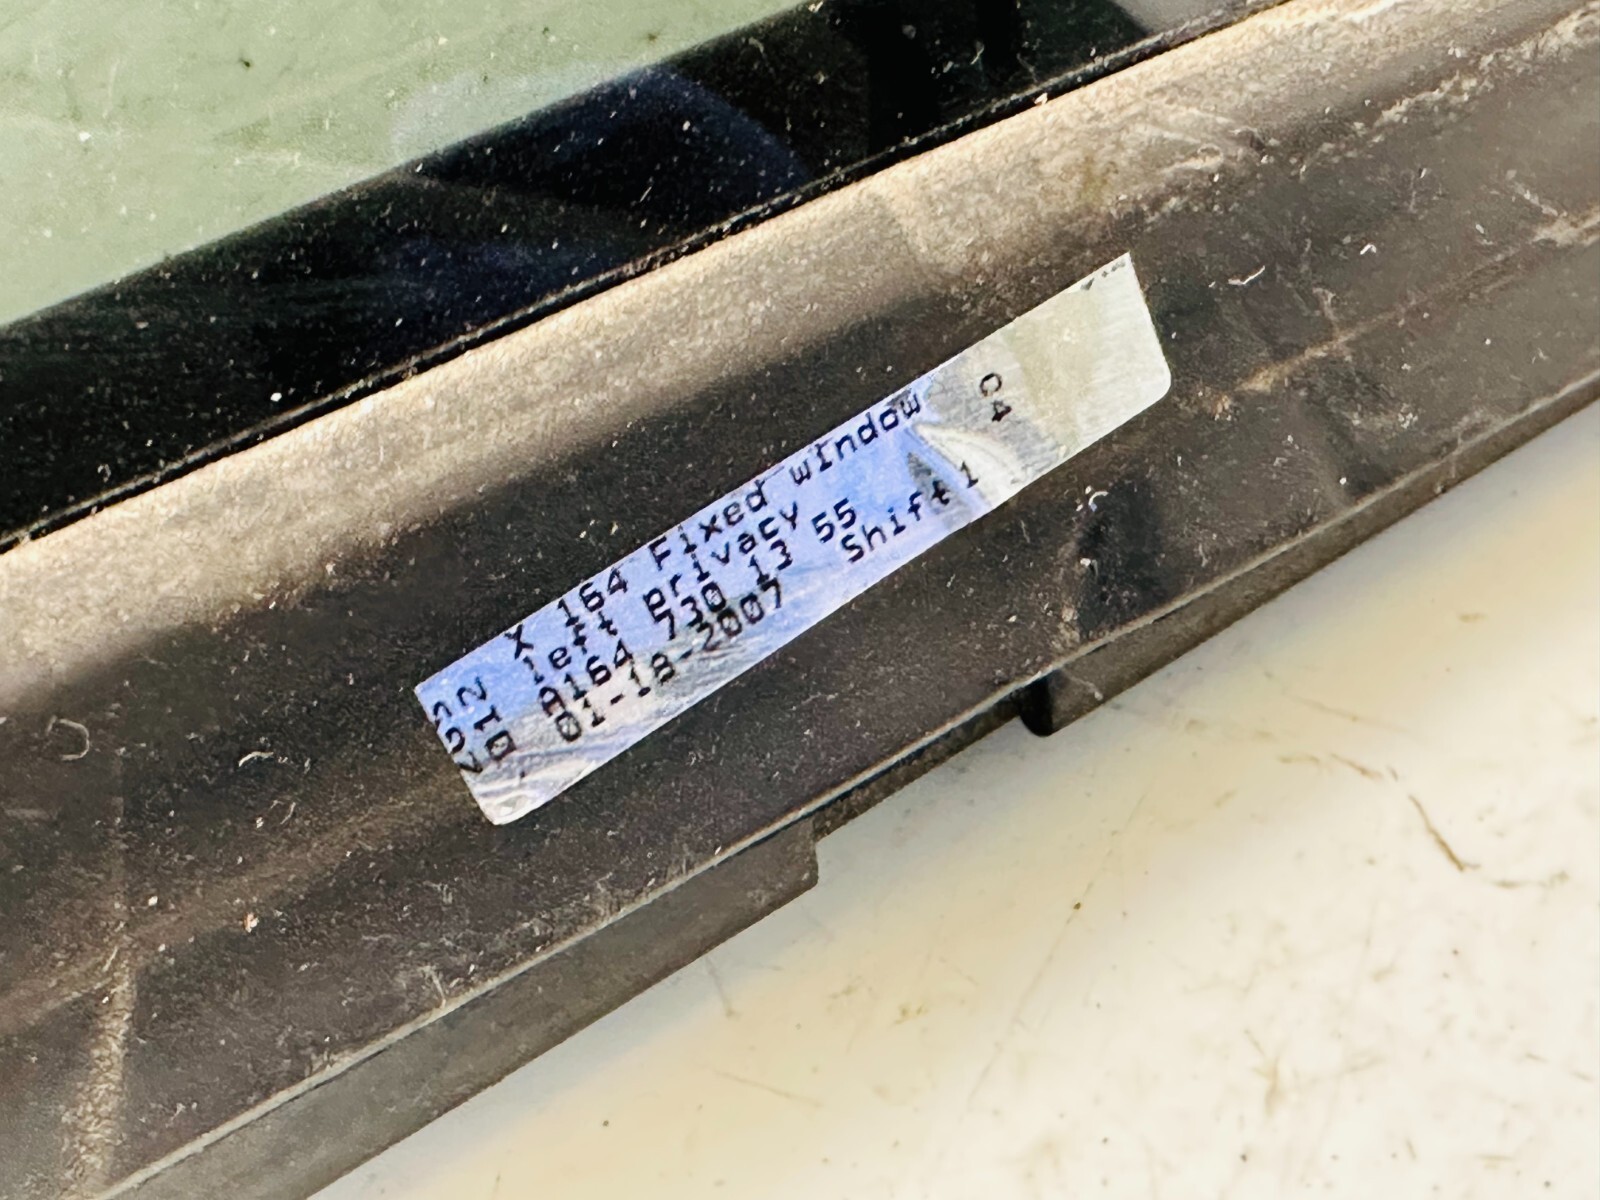 X 164 Fixed window
left privacy
A164 730 13 55
01-18-2007 Shift 1
C4